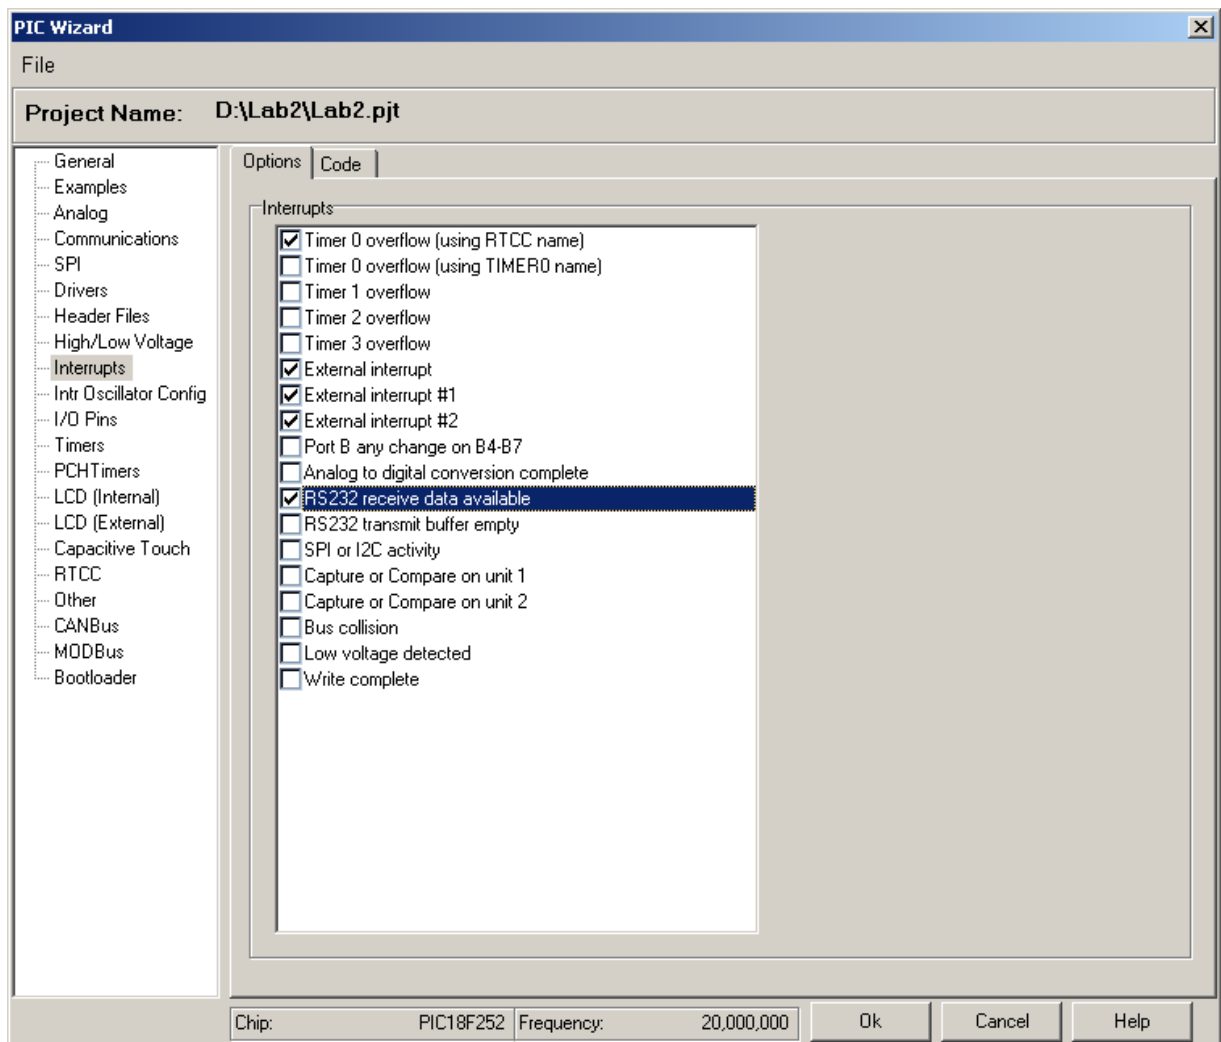 PIC Wizard
File
Project Name: D:\Lab2\Lab2.pjt
General
Examples
Analog
Communications
SPI
Drivers
Header Files
High/Low Voltage
Interrupts
Intr Oscillator Config
I/O Pins
Timers
PCHTimers
LCD (Internal)
LCD (External)
Capacitive Touch
RTCC
Other
CANBus
MODBus
Bootloader
Options Code
Interrupts
Timer 0 overflow (using RTCC name)
Timer 0 overflow (using TIMER0 name)
Timer 1 overflow
Timer 2 overflow
Timer 3 overflow
External interrupt
External interrupt #1
External interrupt #2
Port B any change on B4-B7
Analog to digital conversion complete
RS232 receive data available
RS232 transmit buffer empty
SPI or I2C activity
Capture or Compare on unit 1
Capture or Compare on unit 2
Bus collision
Low voltage detected
Write complete
Chip: PIC18F252 Frequency: 20,000,000 Ok Cancel Help